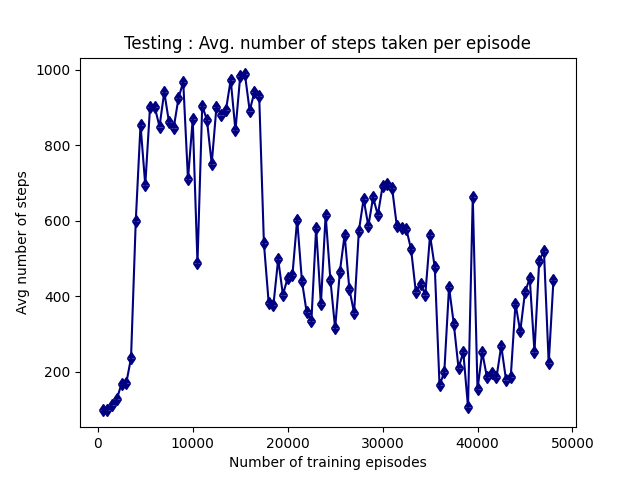 Testing : Avg. number of steps taken per episode
1000
800
600
400
200
Avg number of steps
0 10000 20000 30000 40000 50000
Number of training episodes